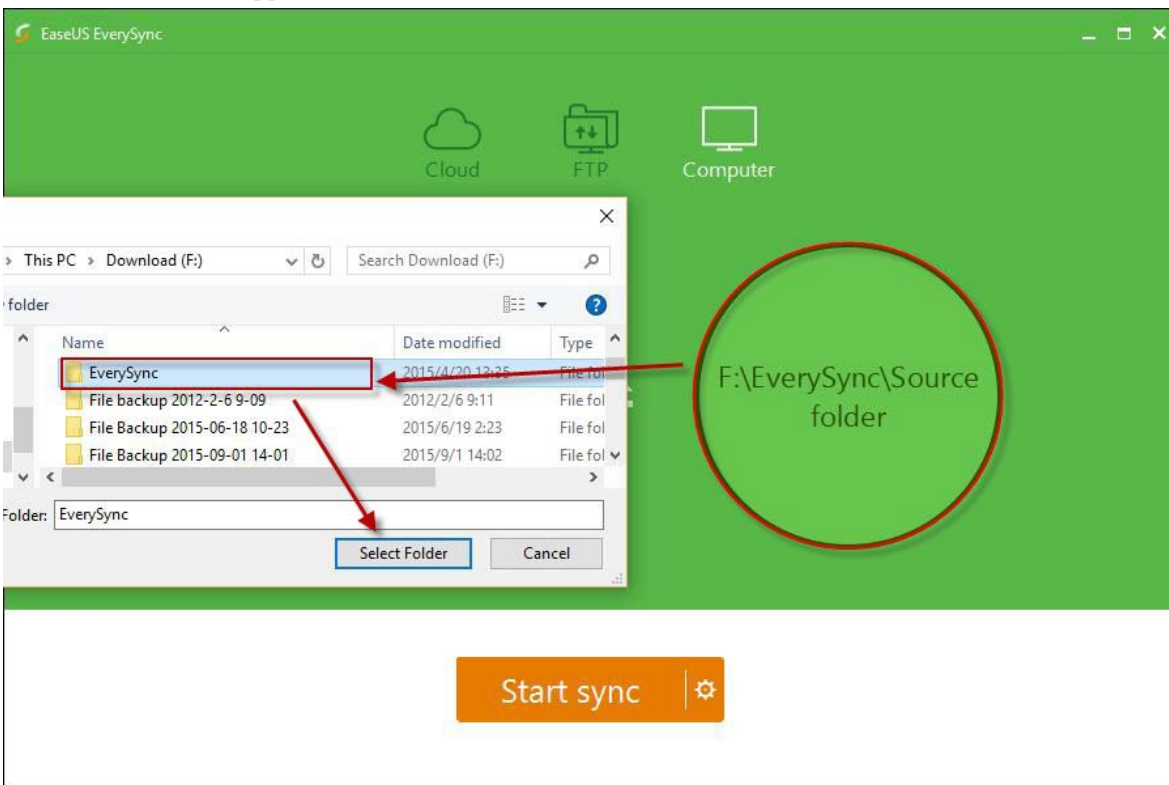 EaseUS EverySync
Cloud
FTP
Computer
This PC > Download (F:)
Search Download (F:)
folder
Name
Date modified
Type
EverySync
2015/4/20 13:35
File fol
File backup 2012-2-6 9-09
2012/2/6 9:11
File fol
File Backup 2015-06-18 10-23
2015/6/19 2:23
File fol
File Backup 2015-09-01 14-01
2015/9/1 14:02
File fol
Folder:
EverySync
Select Folder
Cancel
F:\EverySync\Source
folder
Start sync